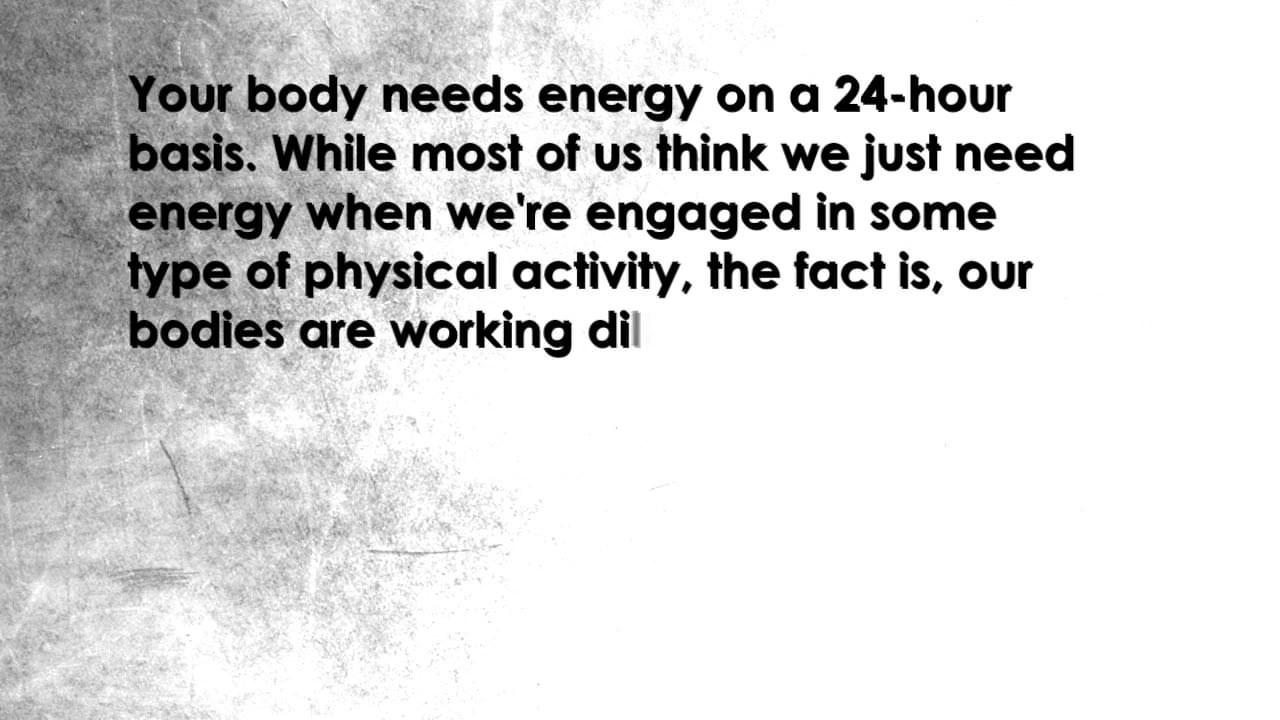 Your body needs energy on a 24-hour
basis. While most of us think we just need
energy when we're engaged in some
type of physical activity, the fact is, our
bodies are working dil